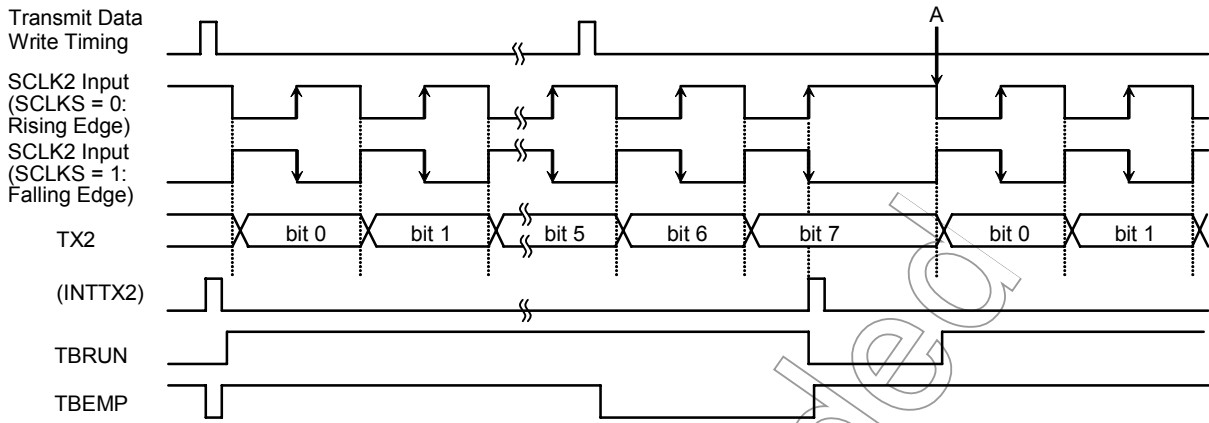 Transmit Data
Write Timing
A
SCLK2 Input
(SCLKS = 0:
Rising Edge)
SCLK2 Input
(SCLKS = 1:
Falling Edge)
TX2
bit 0
bit 1
bit 5
bit 6
bit 7
bit 0
bit 1
(INTTX2)
TBRUN
TBEMP